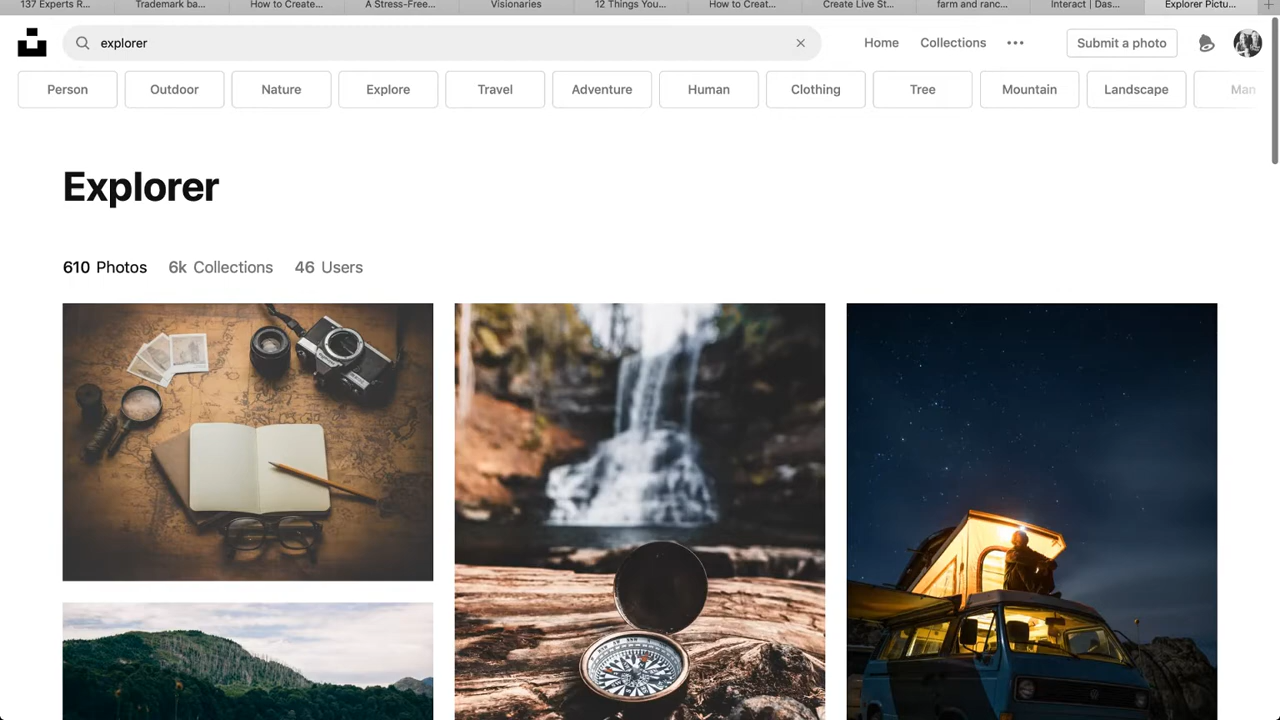 137 Experts R...
Trademark ba...
How to Create...
A Stress-Free...
Visionaries
12 Things You...
How to Creat...
Create Live St...
farm and ranc...
Interact | Das...
Explorer Pictu...
explorer
Home
Collections
Submit a photo
Person
Outdoor
Nature
Explore
Travel
Adventure
Human
Clothing
Tree
Mountain
Landscape
Man
Explorer
610 Photos
6k Collections
46 Users